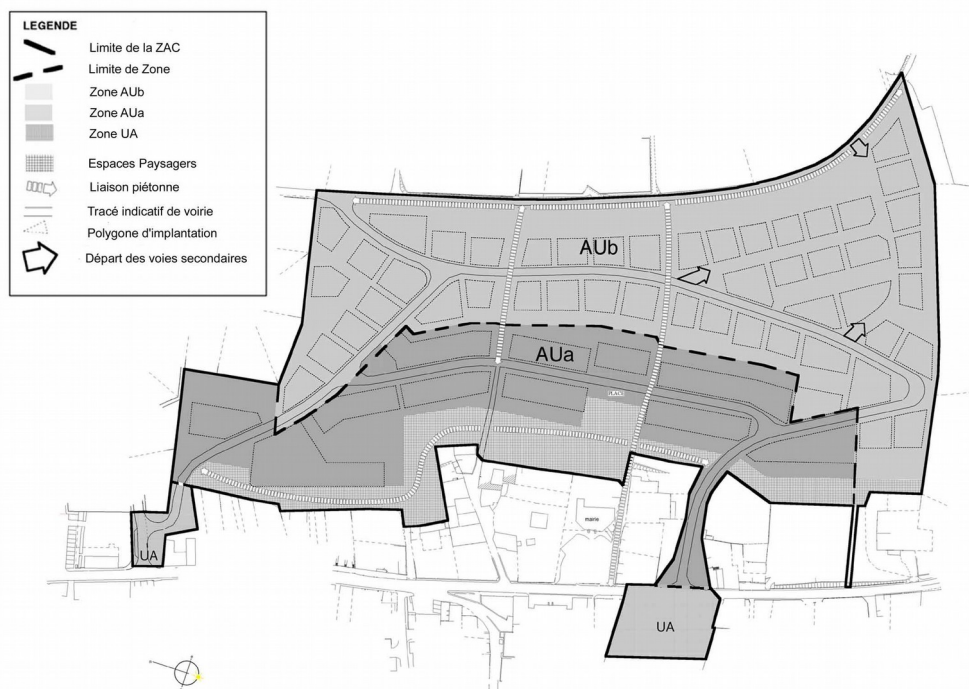 LEGENDE
Limite de la ZAC
Limite de Zone
Zone AUb
Zone AUa
Zone UA
Espaces Paysagers
Liaison piétonne
Tracé indicatif de voirie
Polygone d'implantation
Départ des voies secondaires
AUb
AUa
PLACE
mairie
UA
UA